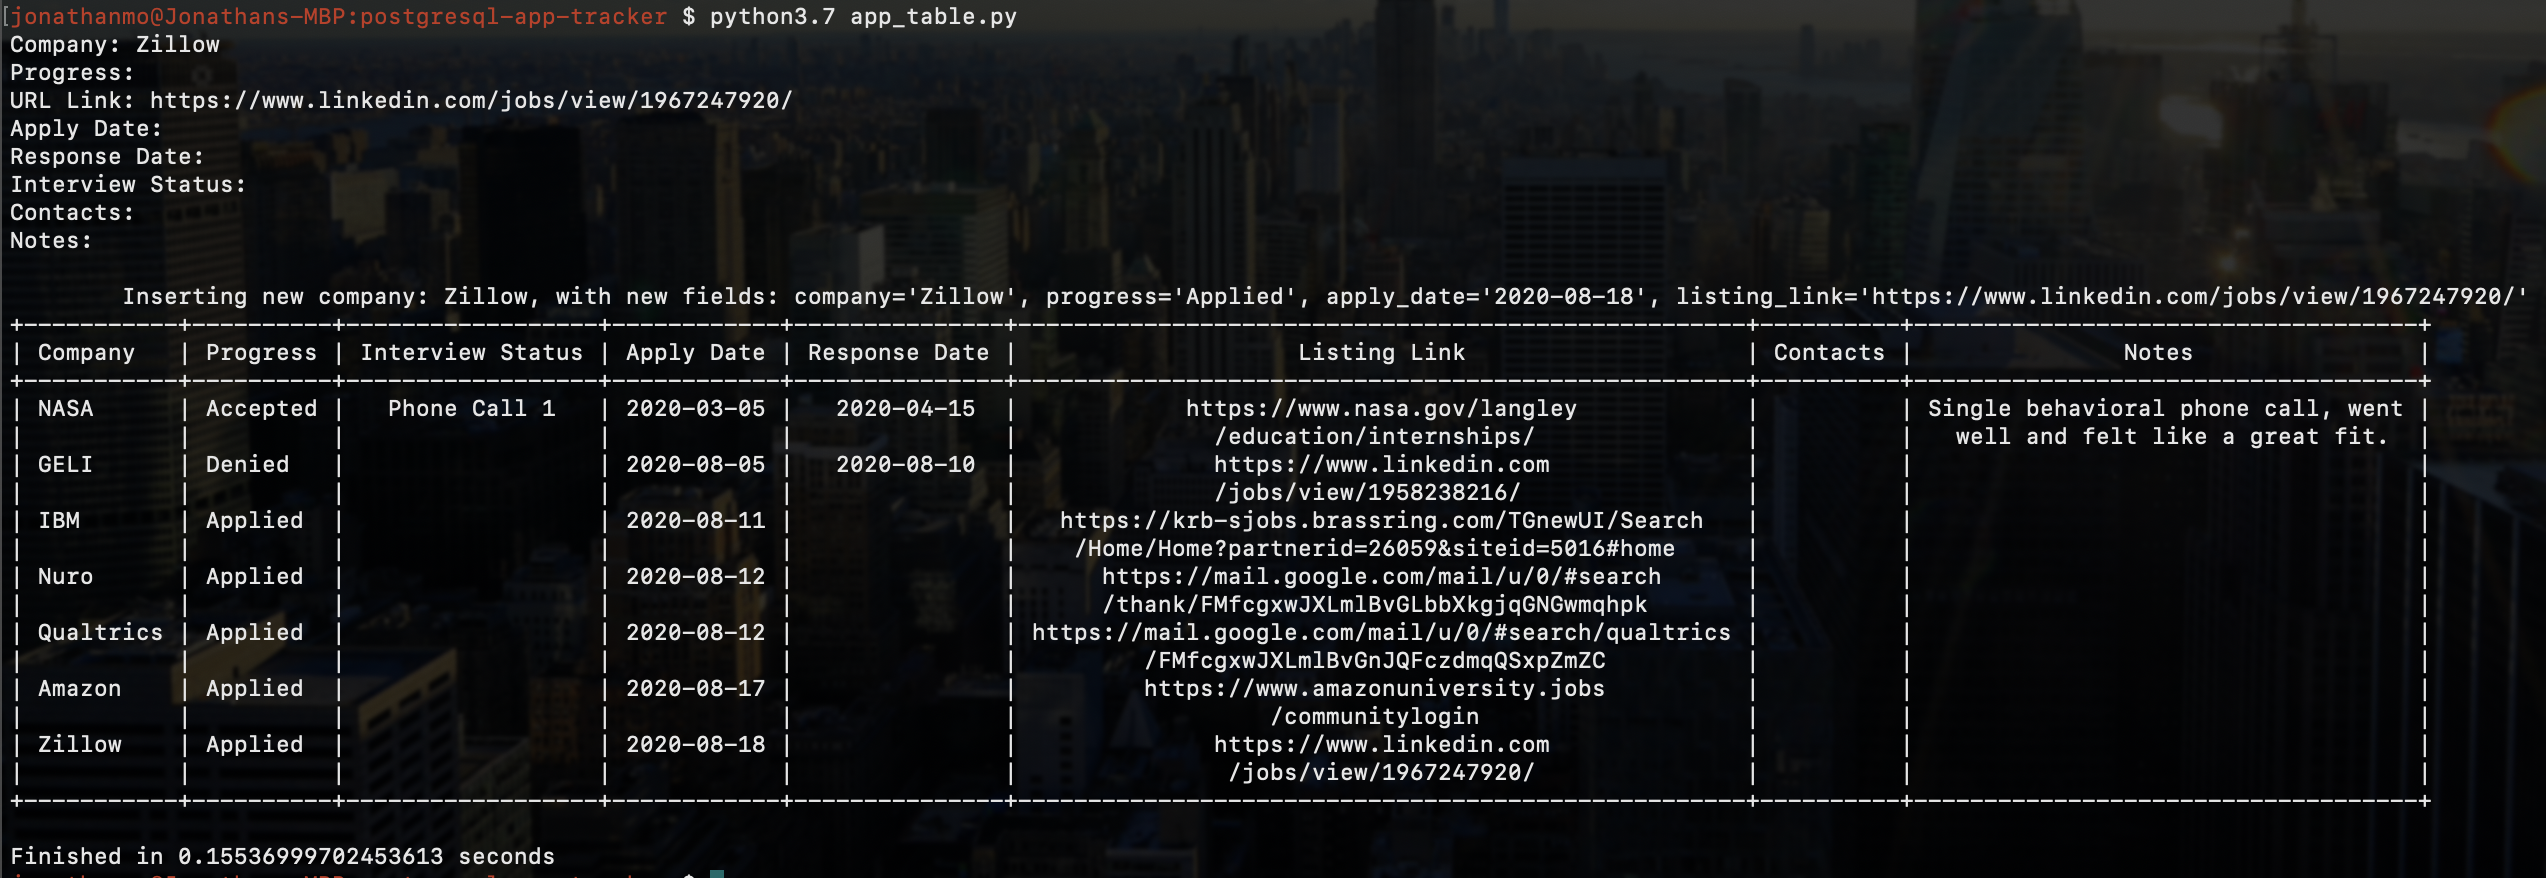 [jonathanmo@Jonathans-MBP:postgresql-app-tracker $ python3.7 app_table.py
Company: Zillow
Progress:
URL Link: https://www.linkedin.com/jobs/view/1967247920/
Apply Date:
Response Date:
Interview Status:
Contacts:
Notes:
Inserting new company: Zillow, with new fields: company='Zillow', progress='Applied', apply_date='2020-08-18', listing_link='https://www.linkedin.com/jobs/view/1967247920/'
| Company | Progress | Interview Status | Apply Date | Response Date | Listing Link | Contacts | Notes |
| NASA | Accepted | Phone Call 1 | 2020-03-05 | 2020-04-15 | https://www.nasa.gov/langley | | Single behavioral phone call, went |
| | | | | | /education/internships/ | | well and felt like a great fit. |
| GELI | Denied | | 2020-08-05 | 2020-08-10 | https://www.linkedin.com | | |
| | | | | | /jobs/view/1958238216/ | | |
| IBM | Applied | | 2020-08-11 | | https://krb-sjobs.brassring.com/TGnewUI/Search | | |
| | | | | | /Home/Home?partnerid=26059&siteid=5016#home | | |
| Nuro | Applied | | 2020-08-12 | | https://mail.google.com/mail/u/0/#search | | |
| | | | | | /thank/FMfcgxwJXLmlBvGLbbXkgjqGNGwmqhpk | | |
| Qualtrics | Applied | | 2020-08-12 | | https://mail.google.com/mail/u/0/#search/qualtrics | | |
| | | | | | /FMfcgxwJXLmlBvGnJQFczdmqQSxpZmZC | | |
| Amazon | Applied | | 2020-08-17 | | https://www.amazonuniversity.jobs | | |
| | | | | | /communitylogin | | |
| Zillow | Applied | | 2020-08-18 | | https://www.linkedin.com | | |
| | | | | | /jobs/view/1967247920/ | | |
Finished in 0.15536999702453613 seconds
jonathanmo@Jonathans-MBP:postgresql-app-tracker $